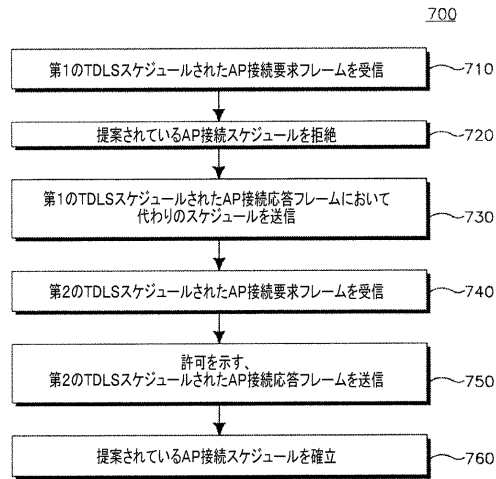 700
第1のTDLSスケジュールされたAP接続要求フレームを受信
710
提案されているAP接続スケジュールを拒絶
720
第1のTDLSスケジュールされたAP接続応答フレームにおいて
代わりのスケジュールを送信
730
第2のTDLSスケジュールされたAP接続要求フレームを受信
740
許可を示す、
第2のTDLSスケジュールされたAP接続応答フレームを送信
750
提案されているAP接続スケジュールを確立
760